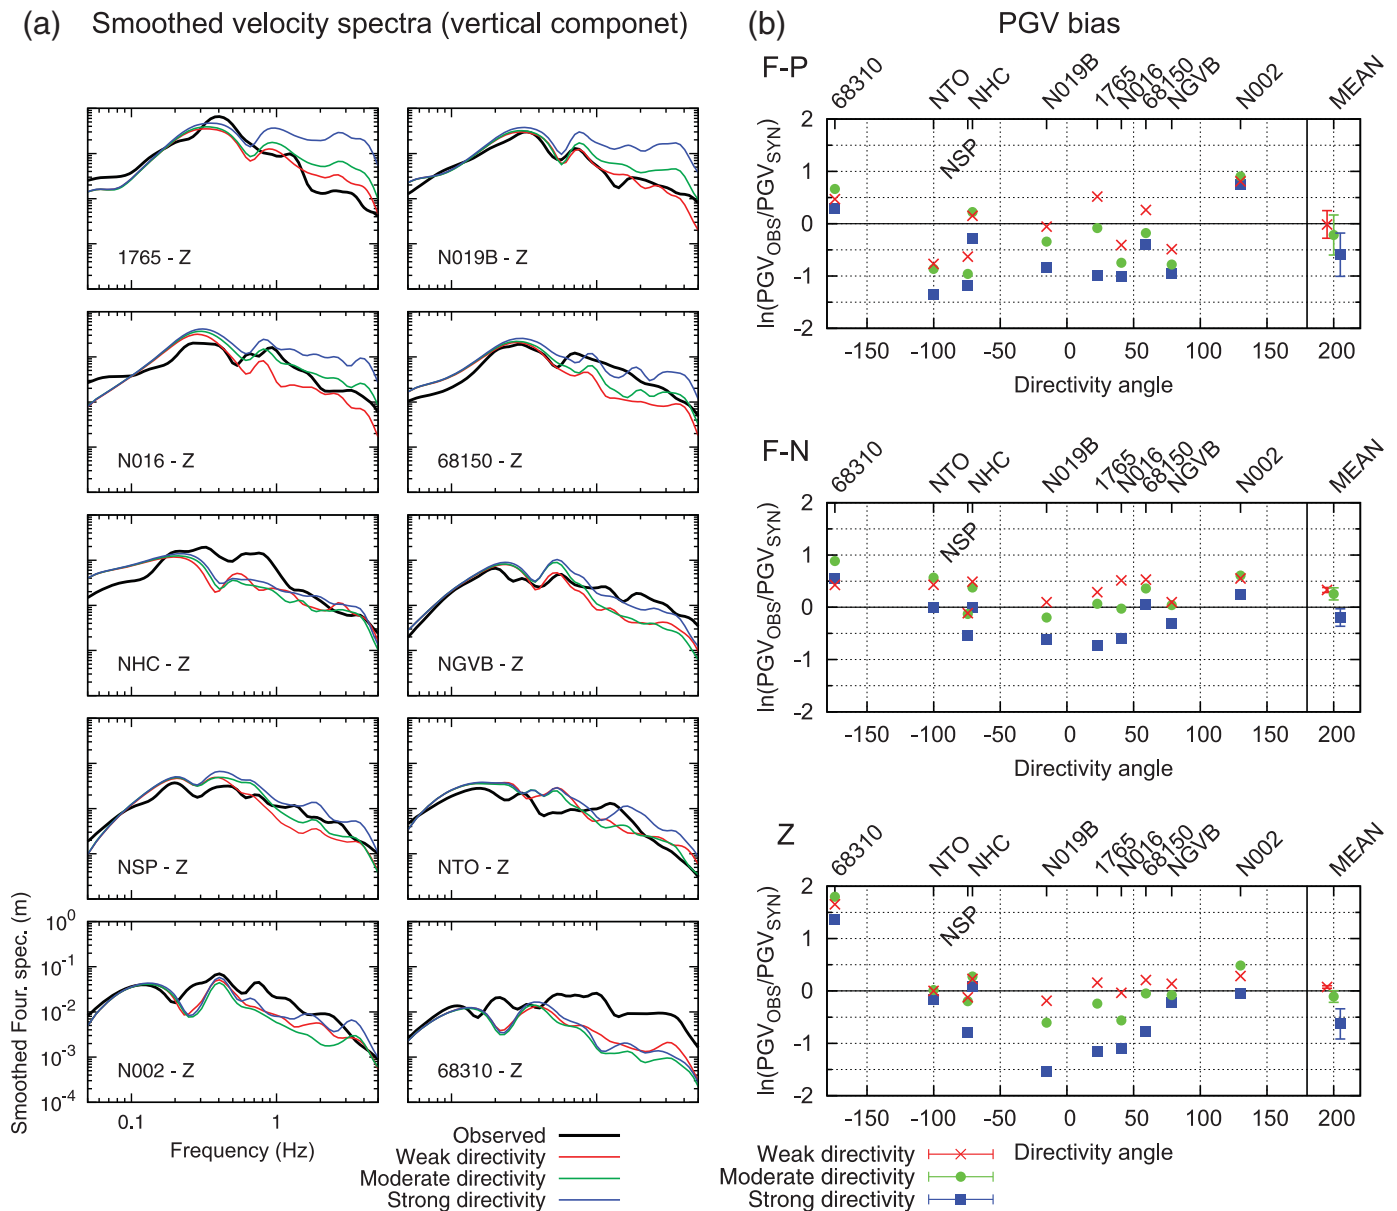 (a) Smoothed velocity spectra (vertical componet)
1765 - Z
N019B - Z
N016 - Z
68150 - Z
NHC - Z
NGVB - Z
NSP - Z
NTO - Z
N002 - Z
68310 - Z
Smoothed Four. spec. (m)
10^0
10^-1
10^-2
10^-3
10^-4
0.1 1
Frequency (Hz)
Observed
Weak directivity
Moderate directivity
Strong directivity
(b) PGV bias
F-P
68310 NTO NHC N019B 1765 N016 68150 NGVB N002 MEAN
NSP
ln(PGV_OBS/PGV_SYN)
2
1
0
-1
-2
-150 -100 -50 0 50 100 150 200
Directivity angle
F-N
68310 NTO NHC N019B 1765 N016 68150 NGVB N002 MEAN
NSP
ln(PGV_OBS/PGV_SYN)
2
1
0
-1
-2
-150 -100 -50 0 50 100 150 200
Directivity angle
Z
68310 NTO NHC N019B 1765 N016 68150 NGVB N002 MEAN
NSP
ln(PGV_OBS/PGV_SYN)
2
1
0
-1
-2
-150 -100 -50 0 50 100 150 200
Directivity angle
Weak directivity
Moderate directivity
Strong directivity